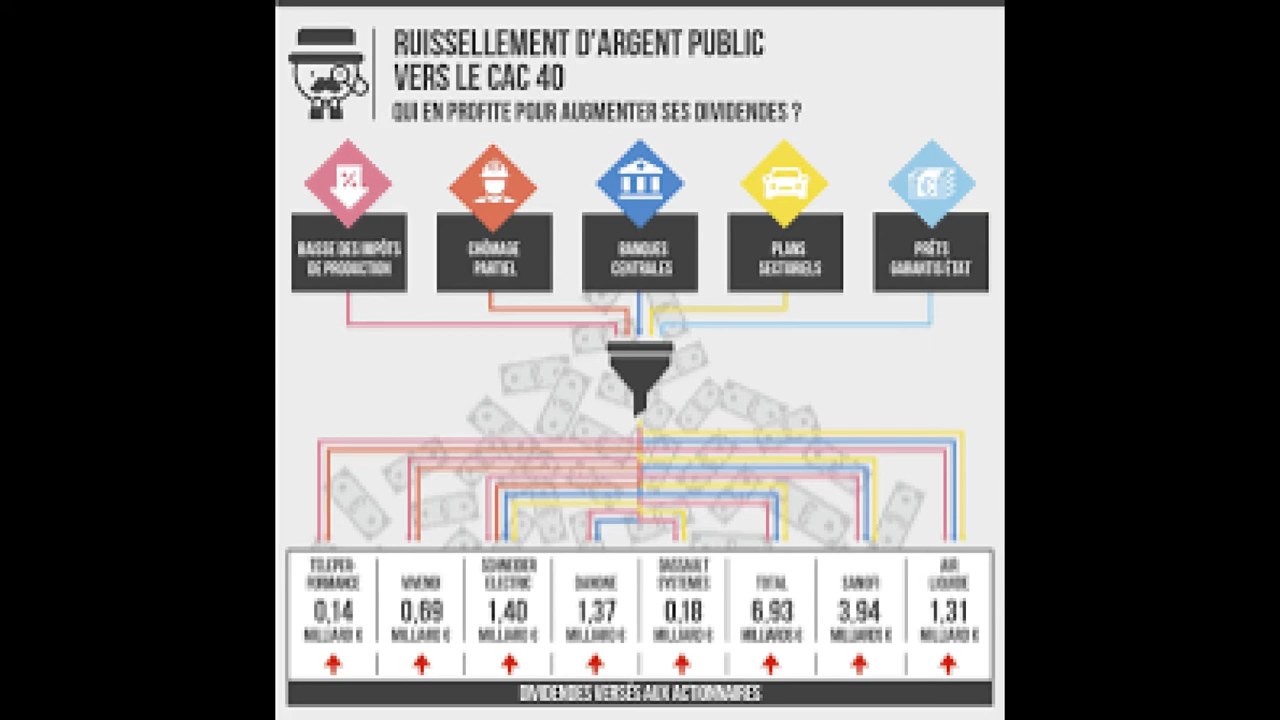 RUISSELLEMENT D'ARGENT PUBLIC
VERS LE CAC 40
QUI EN PROFITE POUR AUGMENTER SES DIVIDENDES ?
BAISSE DES IMPÔTS
DE PRODUCTION
CHÔMAGE
PARTIEL
BANQUES
CENTRALES
PLANS
SECTORIELS
PRÊTS
GARANTIS ÉTAT
TELEPER-
FORMANCE
0,14
MILLIARD €
VIVENDI
0,69
MILLIARD €
SCHNEIDER
ELECTRIC
1,40
MILLIARD €
DANONE
1,37
MILLIARD €
DASSAULT
SYSTEMES
0,18
MILLIARD €
TOTAL
6,93
MILLIARDS €
SANOFI
3,94
MILLIARDS €
AIR
LIQUIDE
1,31
MILLIARD €
DIVIDENDES VERSÉS AUX ACTIONNAIRES